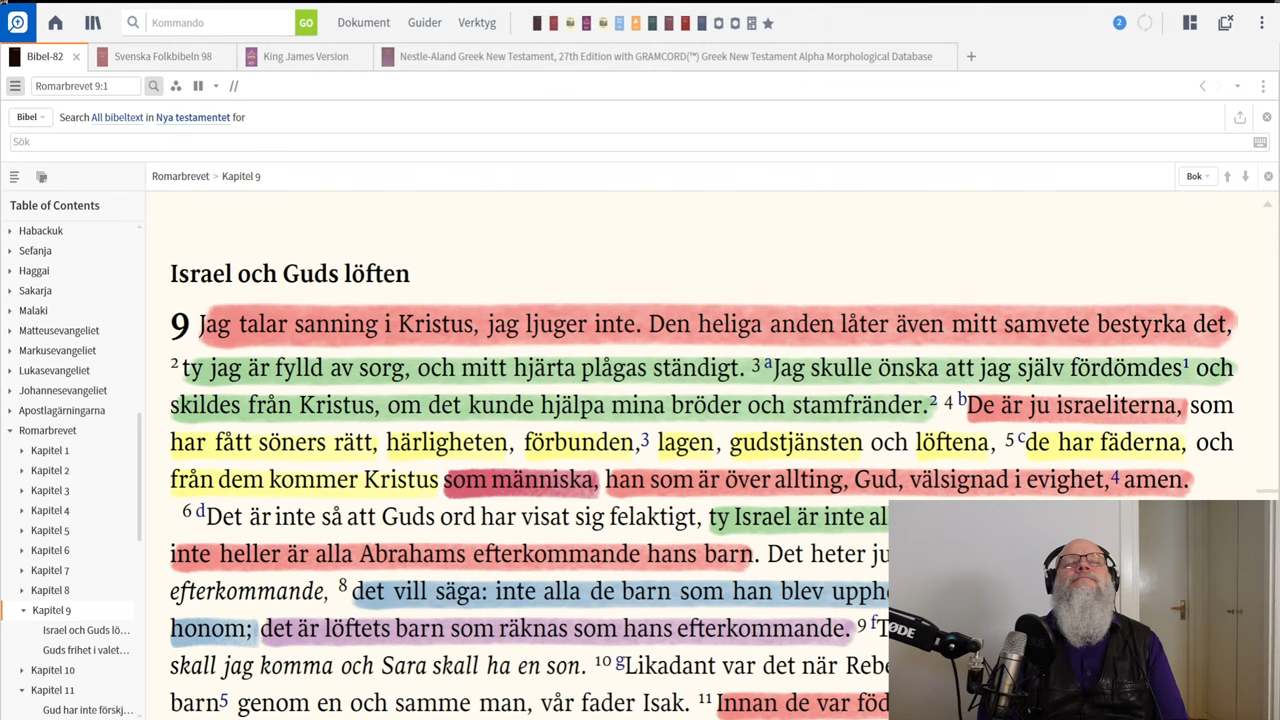 Kommando
GO
Dokument
Guider
Verktyg
2
Bibel-82
Svenska Folkbibeln 98
King James Version
Nestle-Aland Greek New Testament, 27th Edition with GRAMCORD(™) Greek New Testament Alpha Morphological Database
Romarbrevet 9:1
Bibel
Search All bibeltext in Nya testamentet for
Sök
Romarbrevet > Kapitel 9
Bok
Table of Contents
Habackuk
Sefanja
Haggai
Sakarja
Malaki
Matteusevangeliet
Markusevangeliet
Lukasevangeliet
Johannesevangeliet
Apostlagärningarna
Romarbrevet
Kapitel 1
Kapitel 2
Kapitel 3
Kapitel 4
Kapitel 5
Kapitel 6
Kapitel 7
Kapitel 8
Kapitel 9
Israel och Guds lö...
Guds frihet i valet...
Kapitel 10
Kapitel 11
Gud har inte förskj...
Israel och Guds löften
9 Jag talar sanning i Kristus, jag ljuger inte. Den heliga anden låter även mitt samvete bestyrka det,
2 ty jag är fylld av sorg, och mitt hjärta plågas ständigt. 3 a Jag skulle önska att jag själv fördömdes1 och
skildes från Kristus, om det kunde hjälpa mina bröder och stamfränder.2 4 b De är ju israeliterna, som
har fått söners rätt, härligheten, förbunden,3 lagen, gudstjänsten och löftena, 5 c de har fäderna, och
från dem kommer Kristus som människa, han som är över allting, Gud, välsignad i evighet,4 amen.
6 d Det är inte så att Guds ord har visat sig felaktigt, ty Israel är inte al
inte heller är alla Abrahams efterkommande hans barn. Det heter ju
efterkommande, 8 det vill säga: inte alla de barn som han blev upph
honom; det är löftets barn som räknas som hans efterkommande. 9 f T
skall jag komma och Sara skall ha en son. 10 g Likadant var det när Rebe
barn5 genom en och samme man, vår fader Isak. 11 Innan de var föd
RØDE